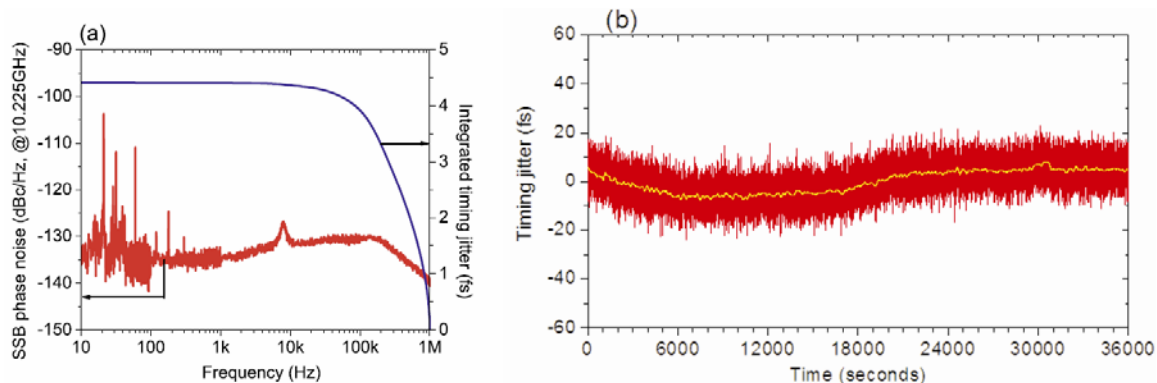 (a)
SSB phase noise (dBc/Hz, @10.225GHz)
-90
-100
-110
-120
-130
-140
-150
10
100
1k
10k
100k
1M
Frequency (Hz)
5
4
3
2
1
0
Integrated timing jitter (fs)
(b)
Timing jitter (fs)
60
40
20
0
-20
-40
-60
0
6000
12000
18000
24000
30000
36000
Time (seconds)